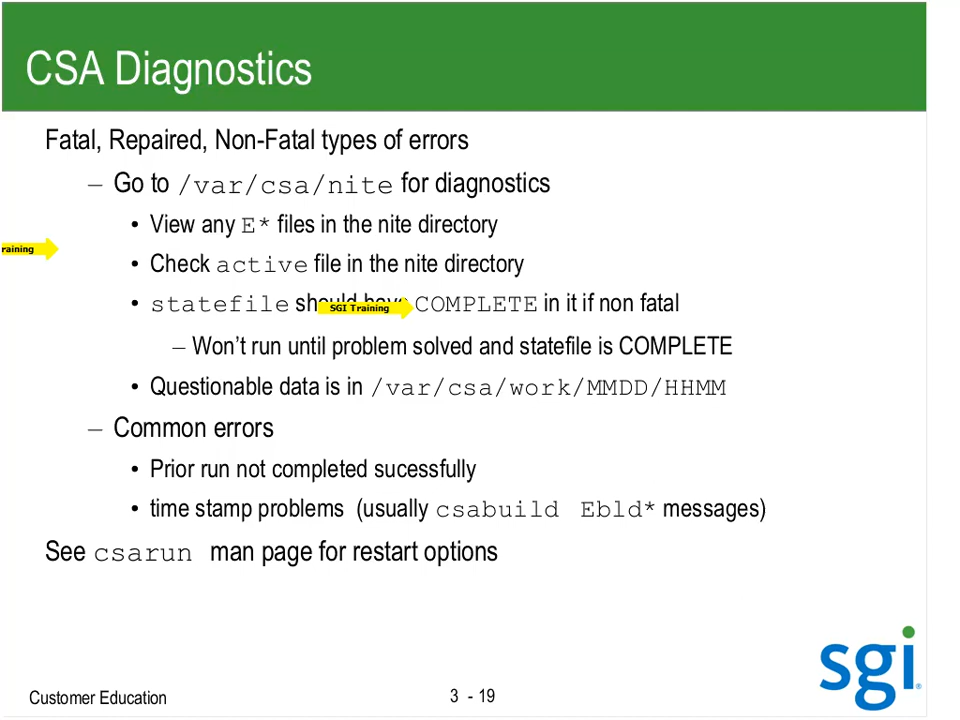 CSA Diagnostics
Fatal, Repaired, Non-Fatal types of errors
– Go to /var/csa/nite for diagnostics
• View any E* files in the nite directory
raining
• Check active file in the nite directory
• statefile should have COMPLETE in it if non fatal
SGI Training
– Won't run until problem solved and statefile is COMPLETE
• Questionable data is in /var/csa/work/MMDD/HHMM
– Common errors
• Prior run not completed sucessfully
• time stamp problems (usually csabuild Ebld* messages)
See csarun man page for restart options
sgi®
Customer Education
3 - 19